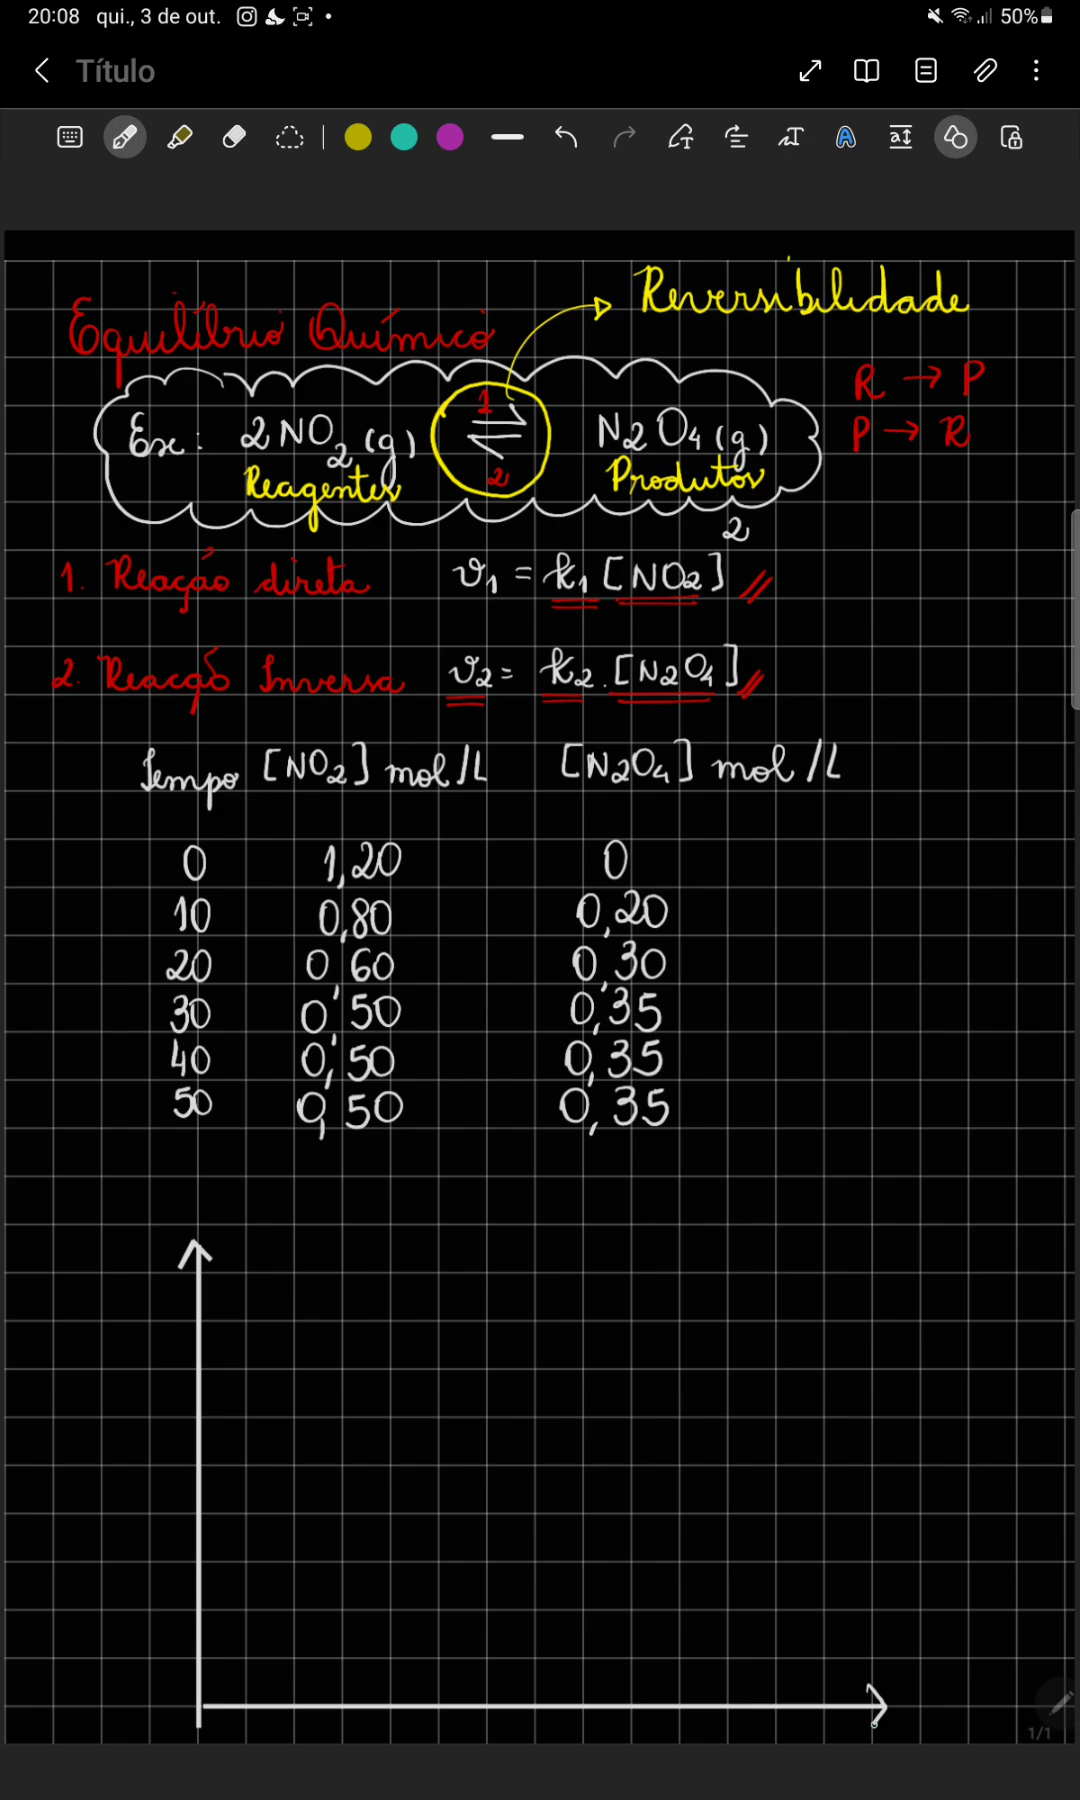 20:08 qui., 3 de out. 50%
Título
Reversibilidade
Equilíbrio Químico
R → P
Ex: 2NO2(g) 1 ⇌ 2 N2O4(g)
P → R
Reagentes Produtos
1. Reação direta v1 = k1 [NO2]²
2. Reação Inversa v2 = k2.[N2O4]
Tempo [NO2] mol/L [N2O4] mol/L
0 1,20 0
10 0,80 0,20
20 0,60 0,30
30 0,50 0,35
40 0,50 0,35
50 0,50 0,35
1/1